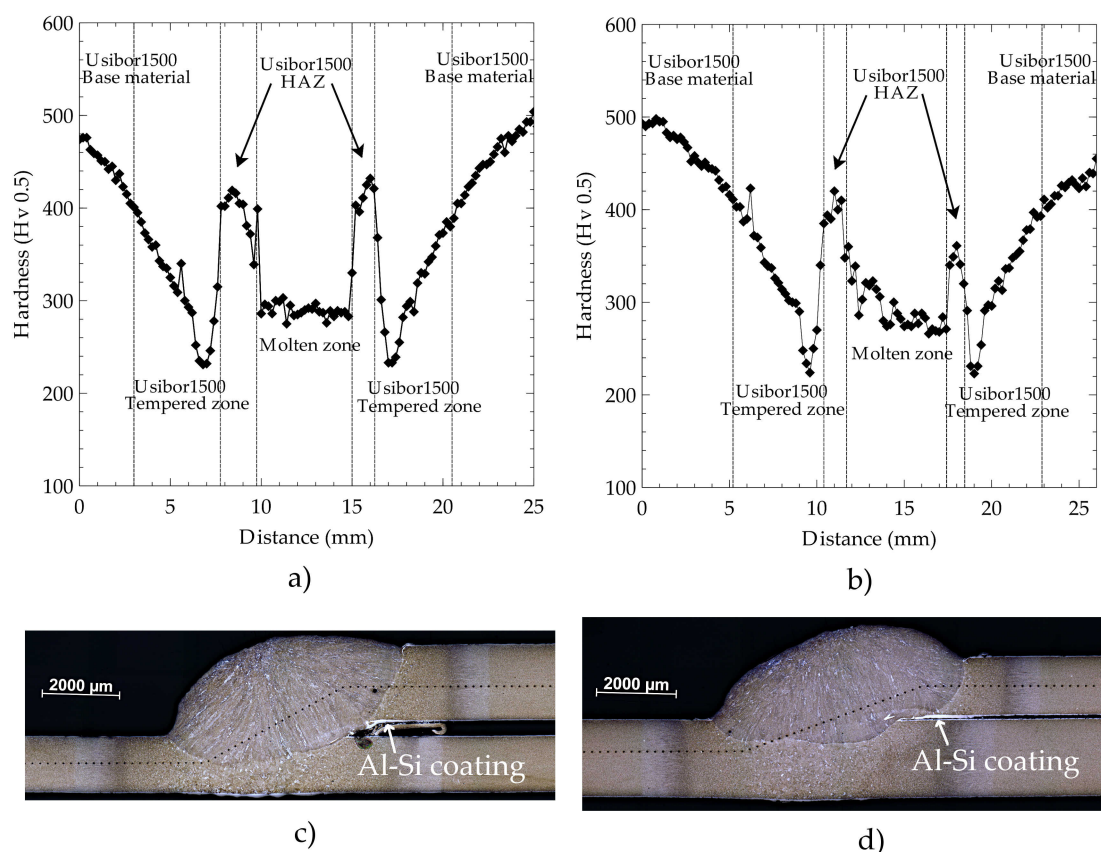 600
500
400
300
200
100
Hardness (Hv 0.5)
Usibor1500
Base material
Usibor1500
HAZ
Usibor1500
Base material
Molten zone
Usibor1500
Tempered zone
Usibor1500
Tempered zone
0 5 10 15 20 25
Distance (mm)
a)
600
500
400
300
200
100
Hardness (Hv 0.5)
Usibor1500
Base material
Usibor1500
HAZ
Usibor1500
Base material
Molten zone
Usibor1500
Tempered zone
Usibor1500
Tempered zone
0 5 10 15 20 25
Distance (mm)
b)
2000 µm
Al-Si coating
c)
2000 µm
Al-Si coating
d)